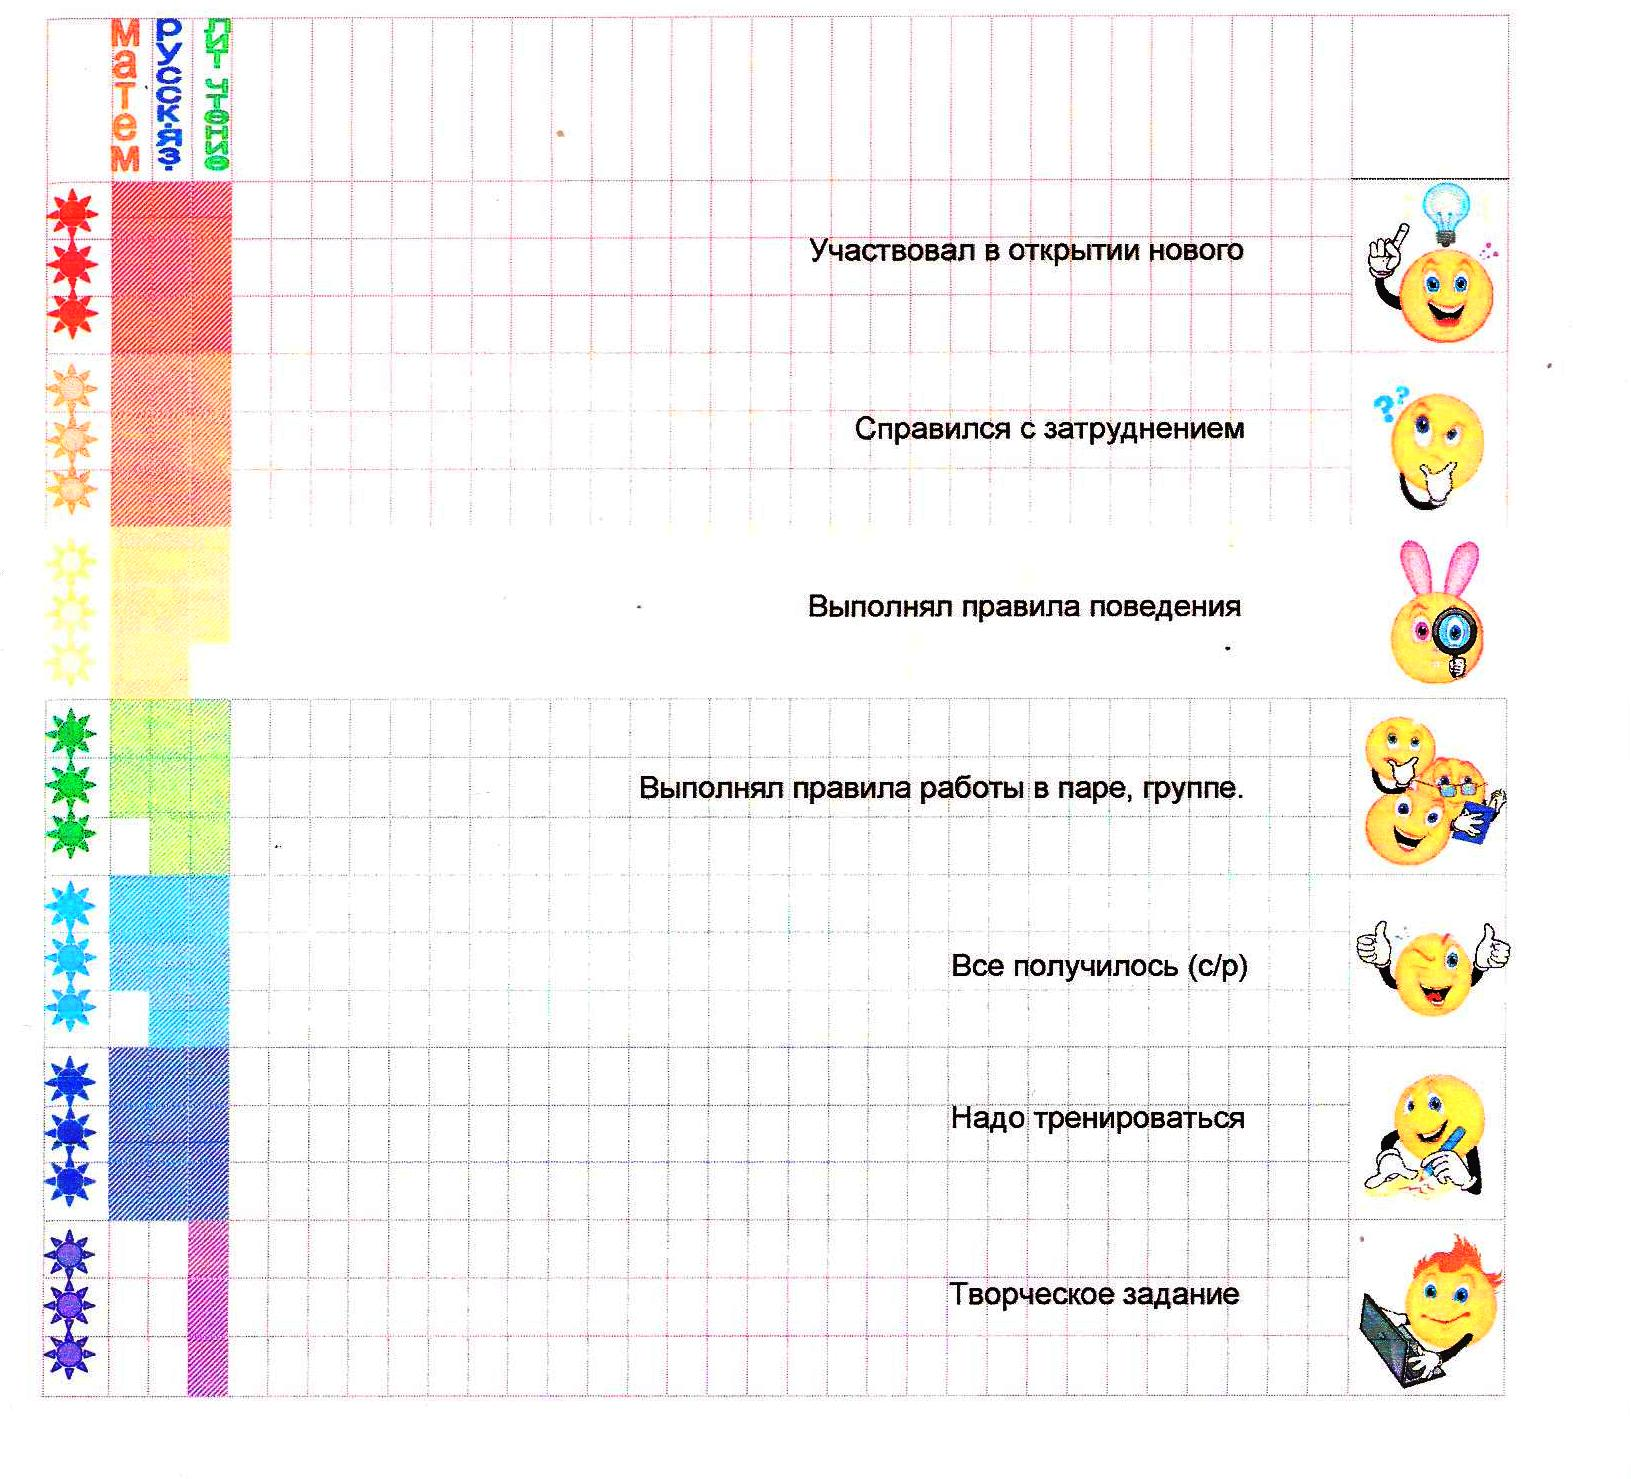 Матем
Русск.яз.
Лит чтение
Участвовал в открытии нового
Справился с затруднением
Выполнял правила поведения
Выполнял правила работы в паре, группе.
Все получилось (с/р)
Надо тренироваться
Творческое задание